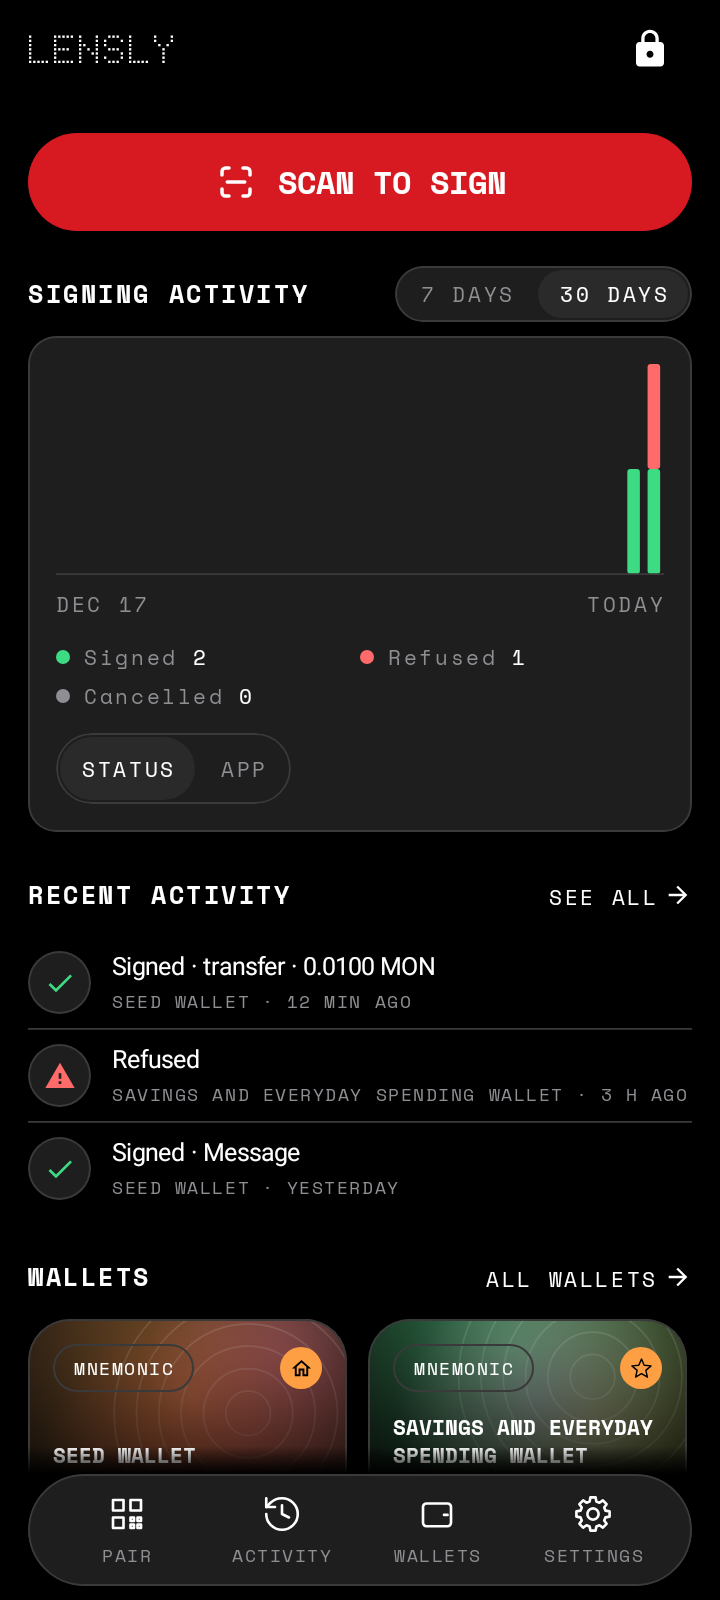 LENSLY
SCAN TO SIGN
SIGNING ACTIVITY
7 DAYS 30 DAYS
DEC 17 TODAY
Signed 2 Refused 1
Cancelled 0
STATUS APP
RECENT ACTIVITY SEE ALL
Signed · transfer · 0.0100 MON
SEED WALLET · 12 MIN AGO
Refused
SAVINGS AND EVERYDAY SPENDING WALLET · 3 H AGO
Signed · Message
SEED WALLET · YESTERDAY
WALLETS ALL WALLETS
MNEMONIC
SEED WALLET
MNEMONIC
SAVINGS AND EVERYDAY
SPENDING WALLET
PAIR ACTIVITY WALLETS SETTINGS